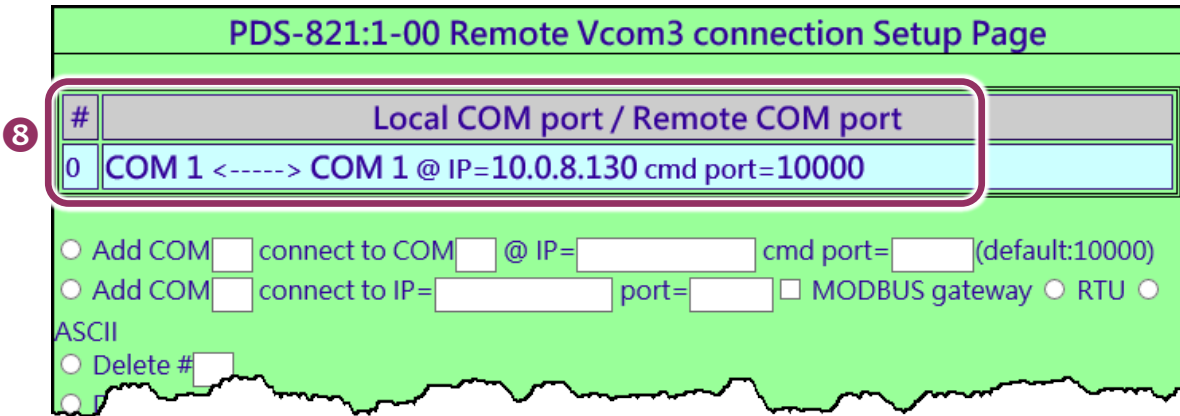 PDS-821:1-00 Remote Vcom3 connection Setup Page
8
# Local COM port / Remote COM port
0 COM 1 <-----> COM 1 @ IP=10.0.8.130 cmd port=10000
Add COM connect to COM @ IP= cmd port= (default:10000)
Add COM connect to IP= port= MODBUS gateway RTU
ASCII
Delete #